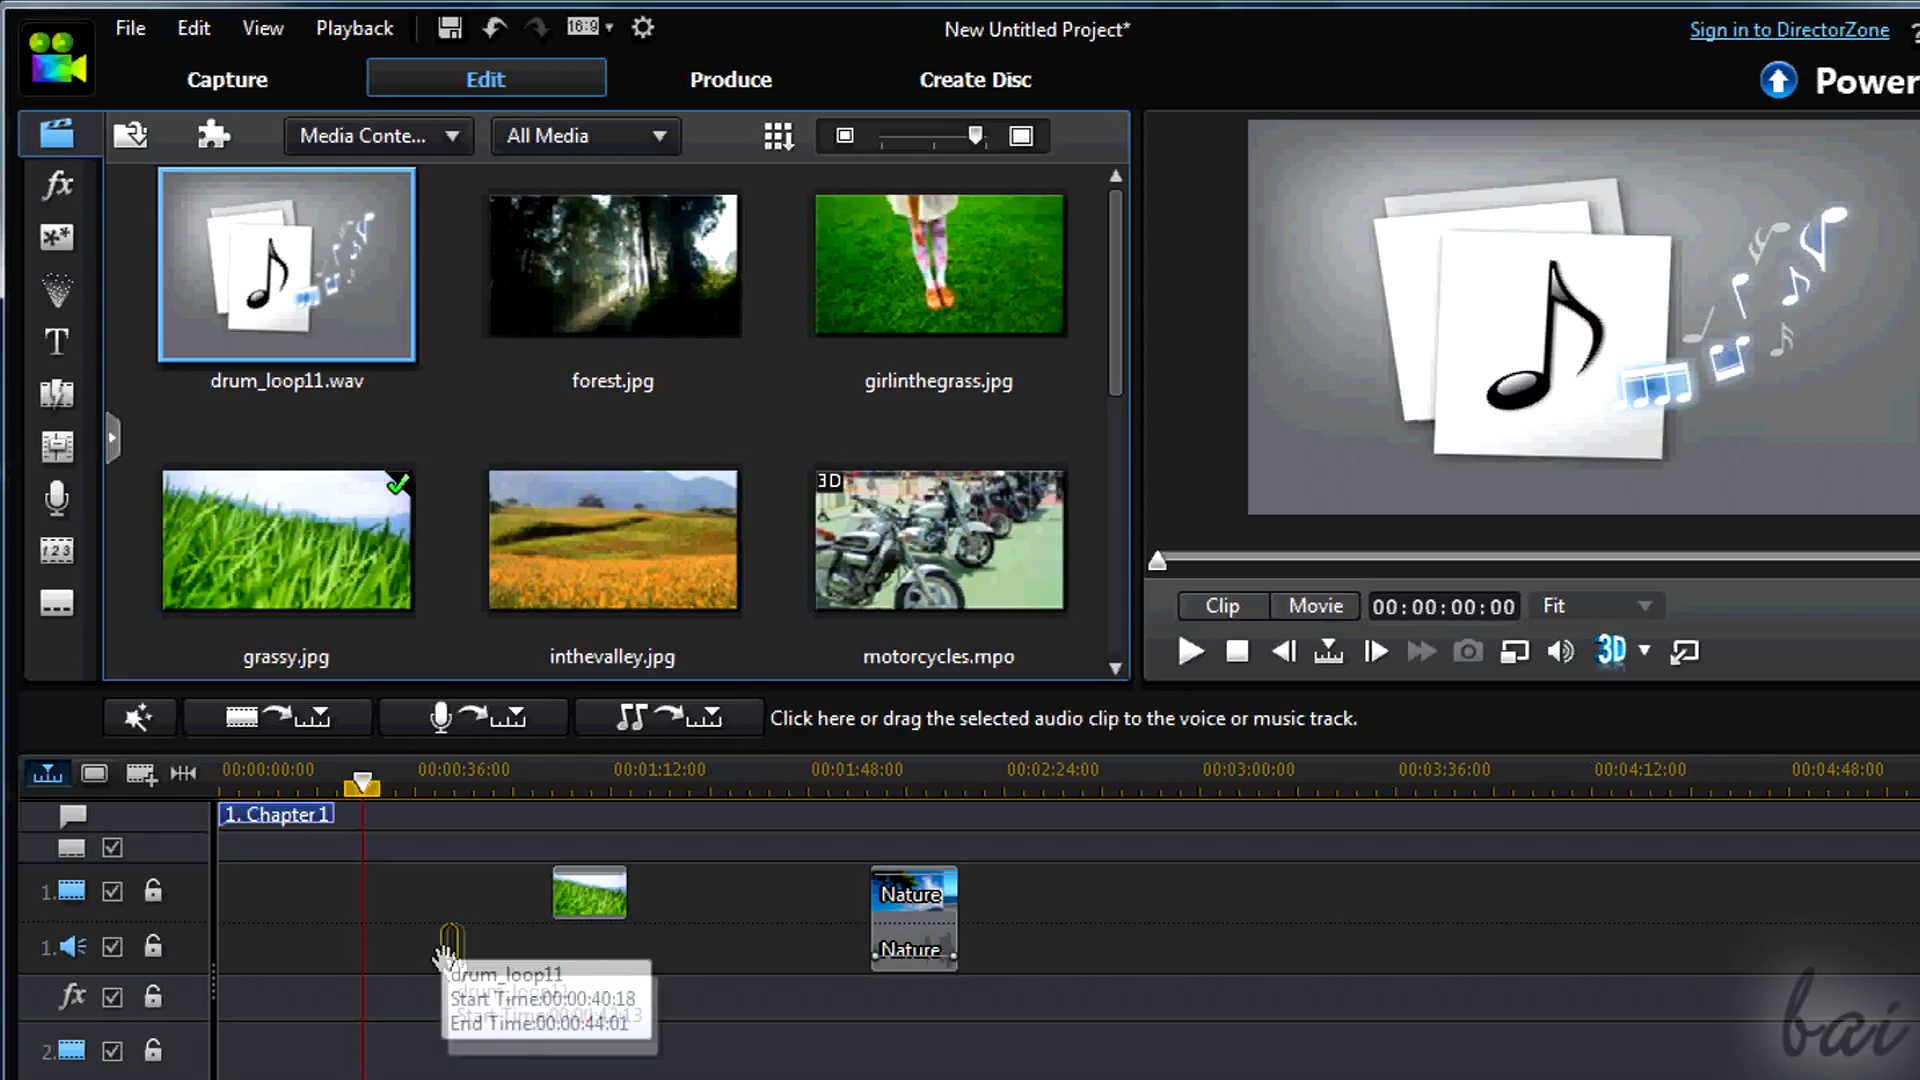 File Edit View Playback 16:9 New Untitled Project* Sign in to DirectorZone ?
Capture Edit Produce Create Disc Power
Media Conte... All Media
fx
T
drum_loop11.wav forest.jpg girlinthegrass.jpg
3D
1 2 3
grassy.jpg inthevalley.jpg motorcycles.mpo
Clip Movie 00:00:00:00 Fit
3D
Click here or drag the selected audio clip to the voice or music track.
00:00:00:00 00:00:36:00 00:01:12:00 00:01:48:00 00:02:24:00 00:03:00:00 00:03:36:00 00:04:12:00 00:04:48:00
1. Chapter 1
1. Nature
1. Nature
drum_loop11
Start Time:00:00:40:18
End Time:00:00:44:01
fx
2.
bai